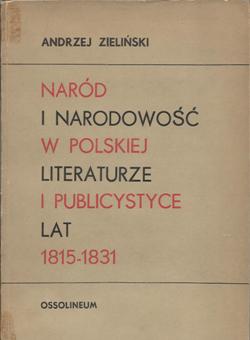 ANDRZEJ ZIELIŃSKI
NARÓD
I NARODOWOŚĆ
W POLSKIEJ
LITERATURZE
I PUBLICYSTYCE
LAT
1815-1831
OSSOLINEUM